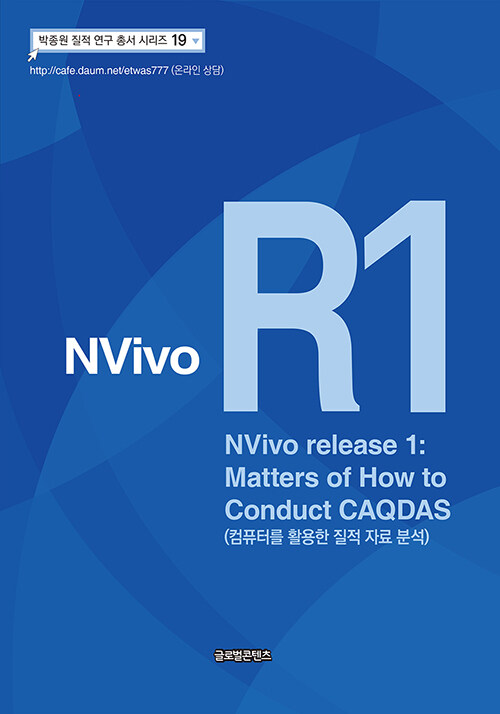 박종원 질적 연구 총서 시리즈 19
http://cafe.daum.net/etwas777 (온라인 상담)
NVivo R1
NVivo release 1:
Matters of How to
Conduct CAQDAS
(컴퓨터를 활용한 질적 자료 분석)
글로벌콘텐츠